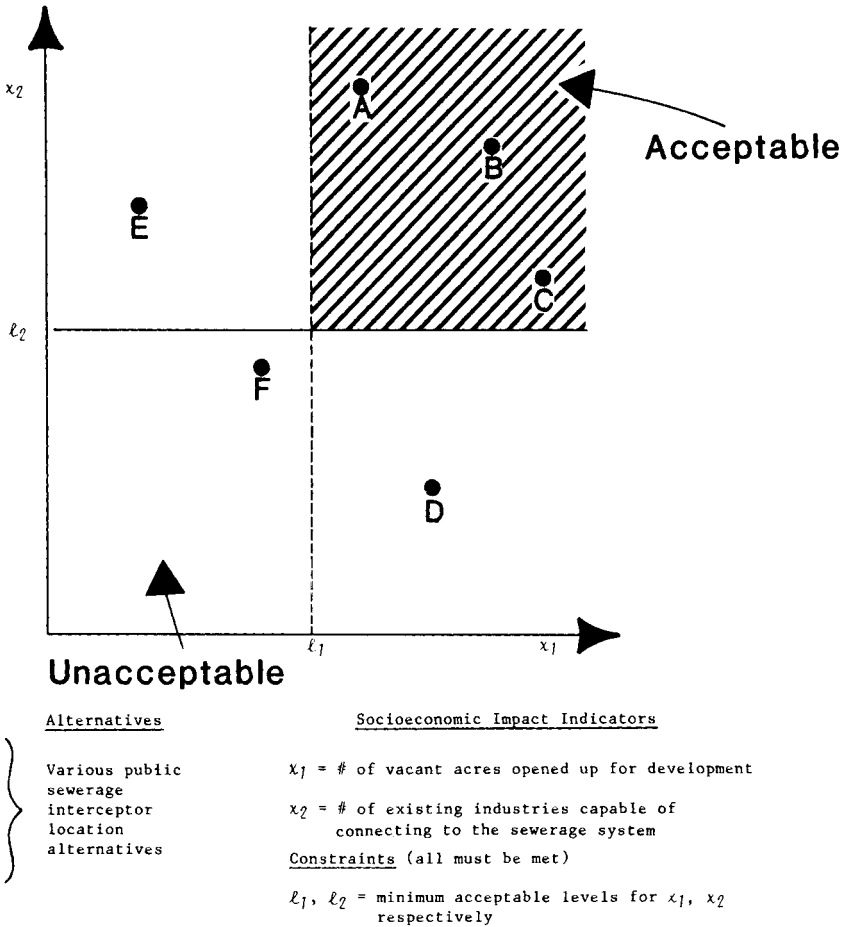 x2
A
Acceptable
B
E
C
ℓ2
F
D
ℓ1
x1
Unacceptable
Alternatives
Socioeconomic Impact Indicators
Various public
sewerage
interceptor
location
alternatives
x1 = # of vacant acres opened up for development
x2 = # of existing industries capable of
connecting to the sewerage system
Constraints (all must be met)
ℓ1, ℓ2 = minimum acceptable levels for x1, x2
respectively